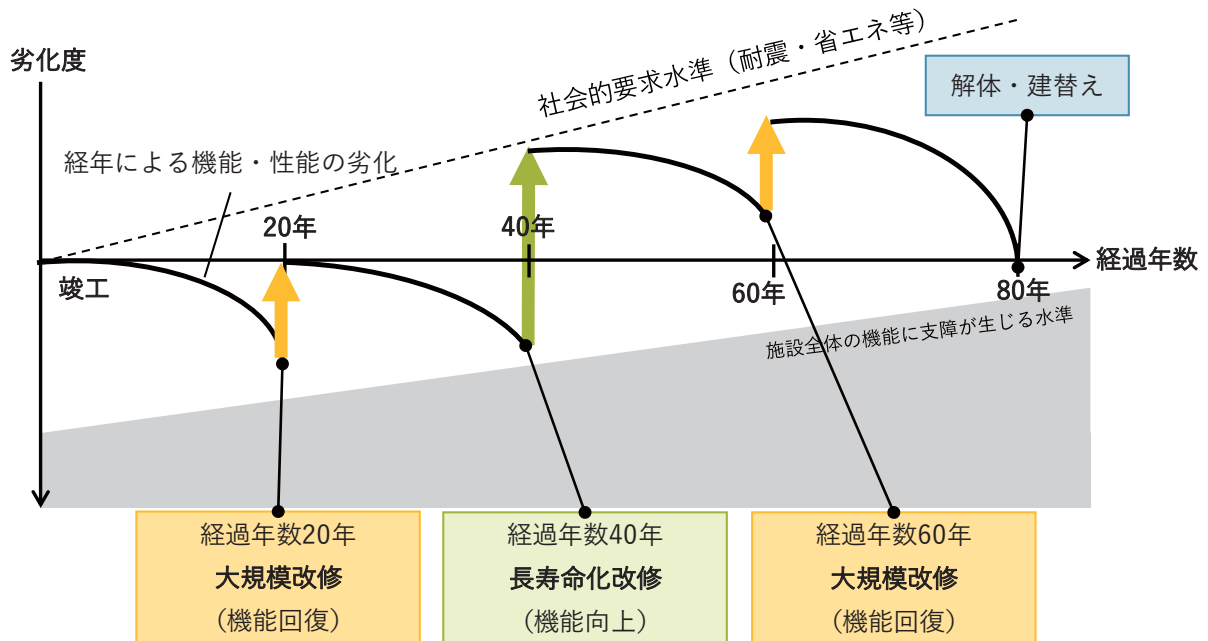 社会的要求水準（耐震・省エネ等）
劣化度
解体・建替え
経年による機能・性能の劣化
20年
40年
竣工
経過年数
60年
80年
施設全体の機能に支障が生じる水準
経過年数20年
大規模改修
（機能回復）
経過年数40年
長寿命化改修
（機能向上）
経過年数60年
大規模改修
（機能回復）